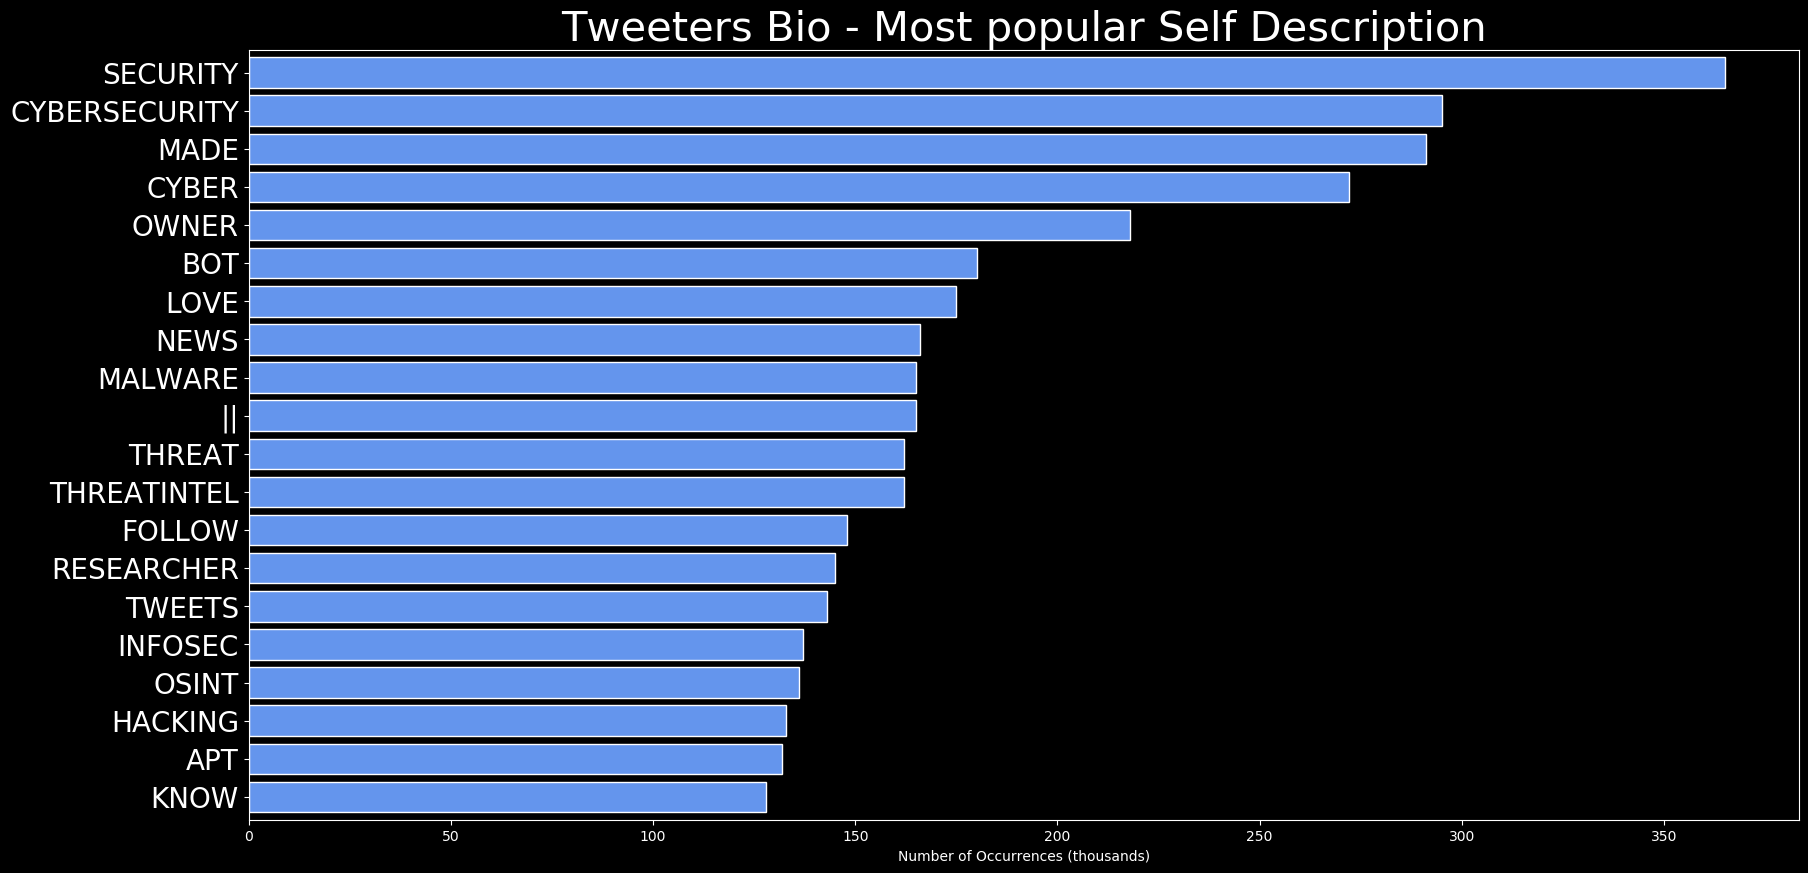 Tweeters Bio - Most popular Self Description
SECURITY
CYBERSECURITY
MADE
CYBER
OWNER
BOT
LOVE
NEWS
MALWARE
||
THREAT
THREATINTEL
FOLLOW
RESEARCHER
TWEETS
INFOSEC
OSINT
HACKING
APT
KNOW
0 50 100 150 200 250 300 350
Number of Occurrences (thousands)